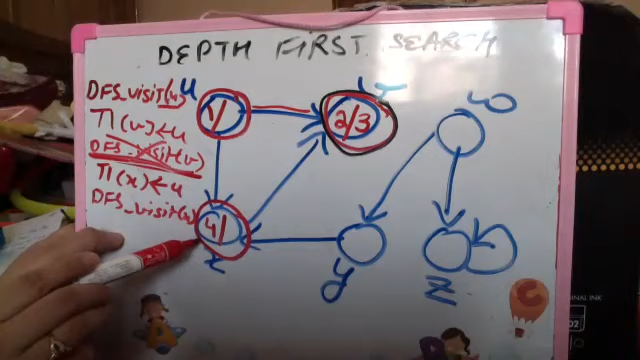 DEPTH FIRST SEARCH
DFS_visit(u)
π(v)←u
DFS_visit(v)
π(x)←u
DFS_visit(x)
u
1/
v
2/3
w
4/
x
y
z